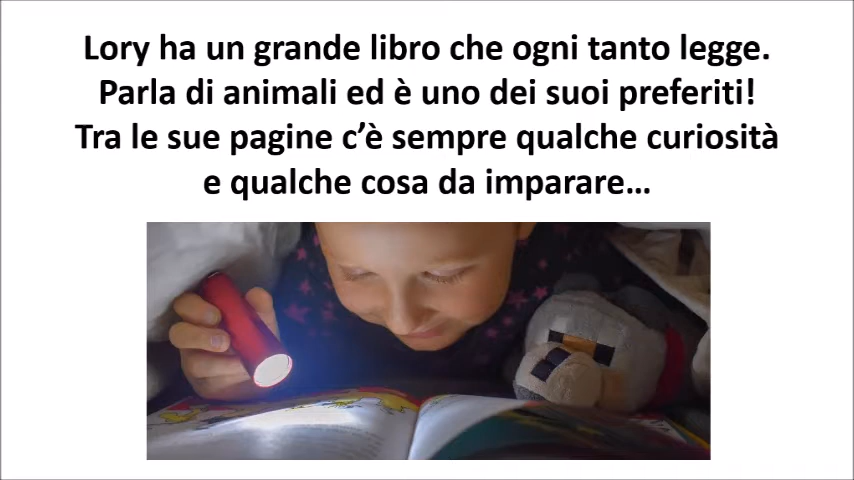 Lory ha un grande libro che ogni tanto legge.
Parla di animali ed è uno dei suoi preferiti!
Tra le sue pagine c’è sempre qualche curiosità
e qualche cosa da imparare…